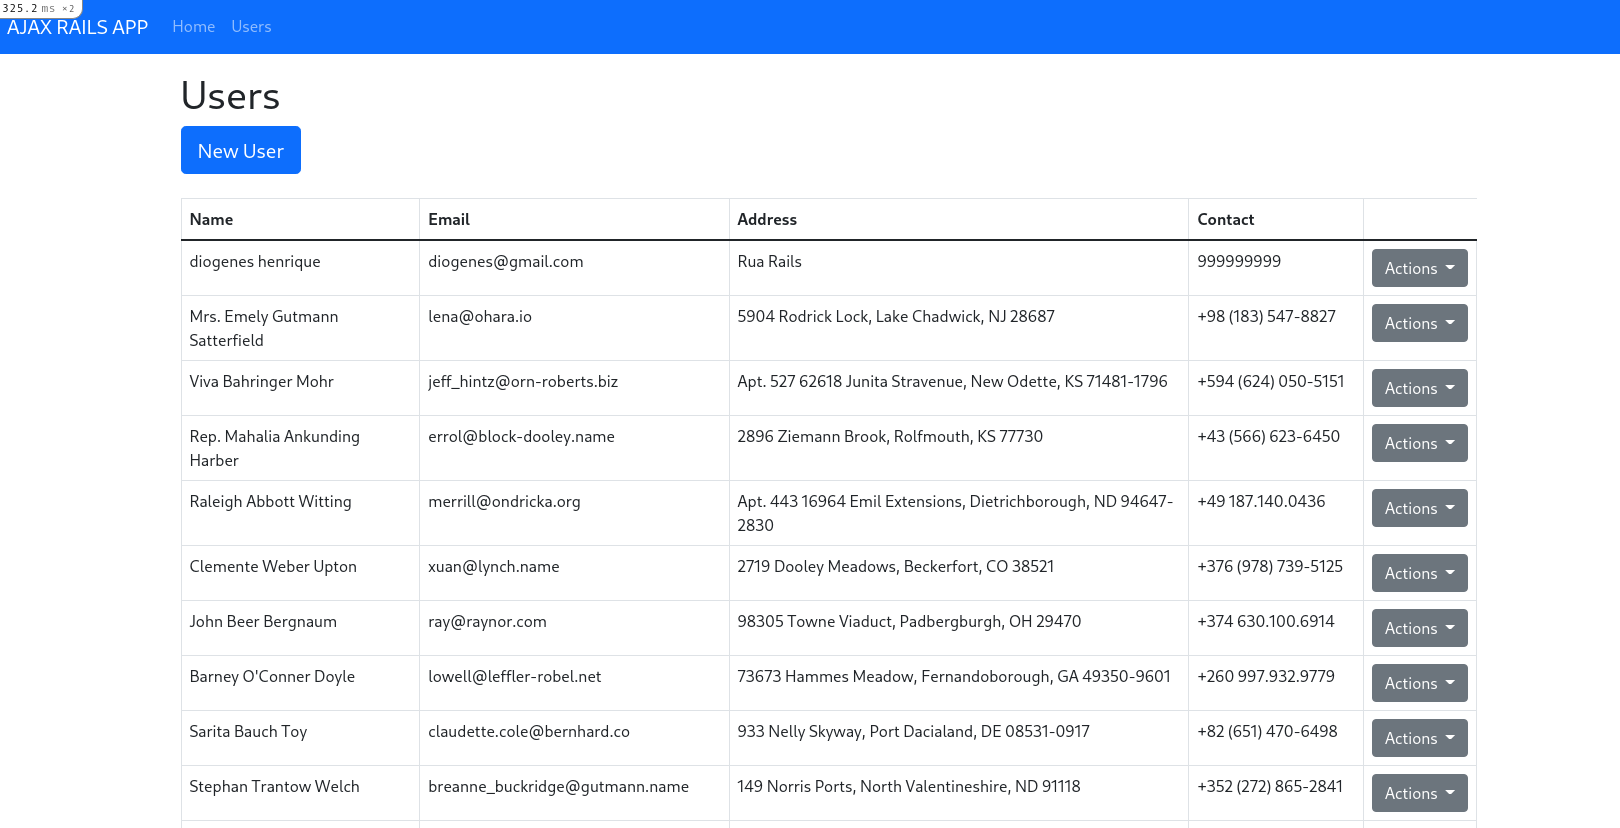 325.2 ms ×2
AJAX RAILS APP Home Users
Users
New User
Name Email Address Contact
diogenes henrique diogenes@gmail.com Rua Rails 999999999 Actions
Mrs. Emely Gutmann lena@ohara.io 5904 Rodrick Lock, Lake Chadwick, NJ 28687 +98 (183) 547-8827 Actions
Satterfield
Viva Bahringer Mohr jeff_hintz@orn-roberts.biz Apt. 527 62618 Junita Stravenue, New Odette, KS 71481-1796 +594 (624) 050-5151 Actions
Rep. Mahalia Ankunding errol@block-dooley.name 2896 Ziemann Brook, Rolfmouth, KS 77730 +43 (566) 623-6450 Actions
Harber
Raleigh Abbott Witting merrill@ondricka.org Apt. 443 16964 Emil Extensions, Dietrichborough, ND 94647- +49 187.140.0436 Actions
2830
Clemente Weber Upton xuan@lynch.name 2719 Dooley Meadows, Beckerfort, CO 38521 +376 (978) 739-5125 Actions
John Beer Bergnaum ray@raynor.com 98305 Towne Viaduct, Padbergburgh, OH 29470 +374 630.100.6914 Actions
Barney O'Conner Doyle lowell@leffler-robel.net 73673 Hammes Meadow, Fernandoborough, GA 49350-9601 +260 997.932.9779 Actions
Sarita Bauch Toy claudette.cole@bernhard.co 933 Nelly Skyway, Port Dacialand, DE 08531-0917 +82 (651) 470-6498 Actions
Stephan Trantow Welch breanne_buckridge@gutmann.name 149 Norris Ports, North Valentineshire, ND 91118 +352 (272) 865-2841 Actions